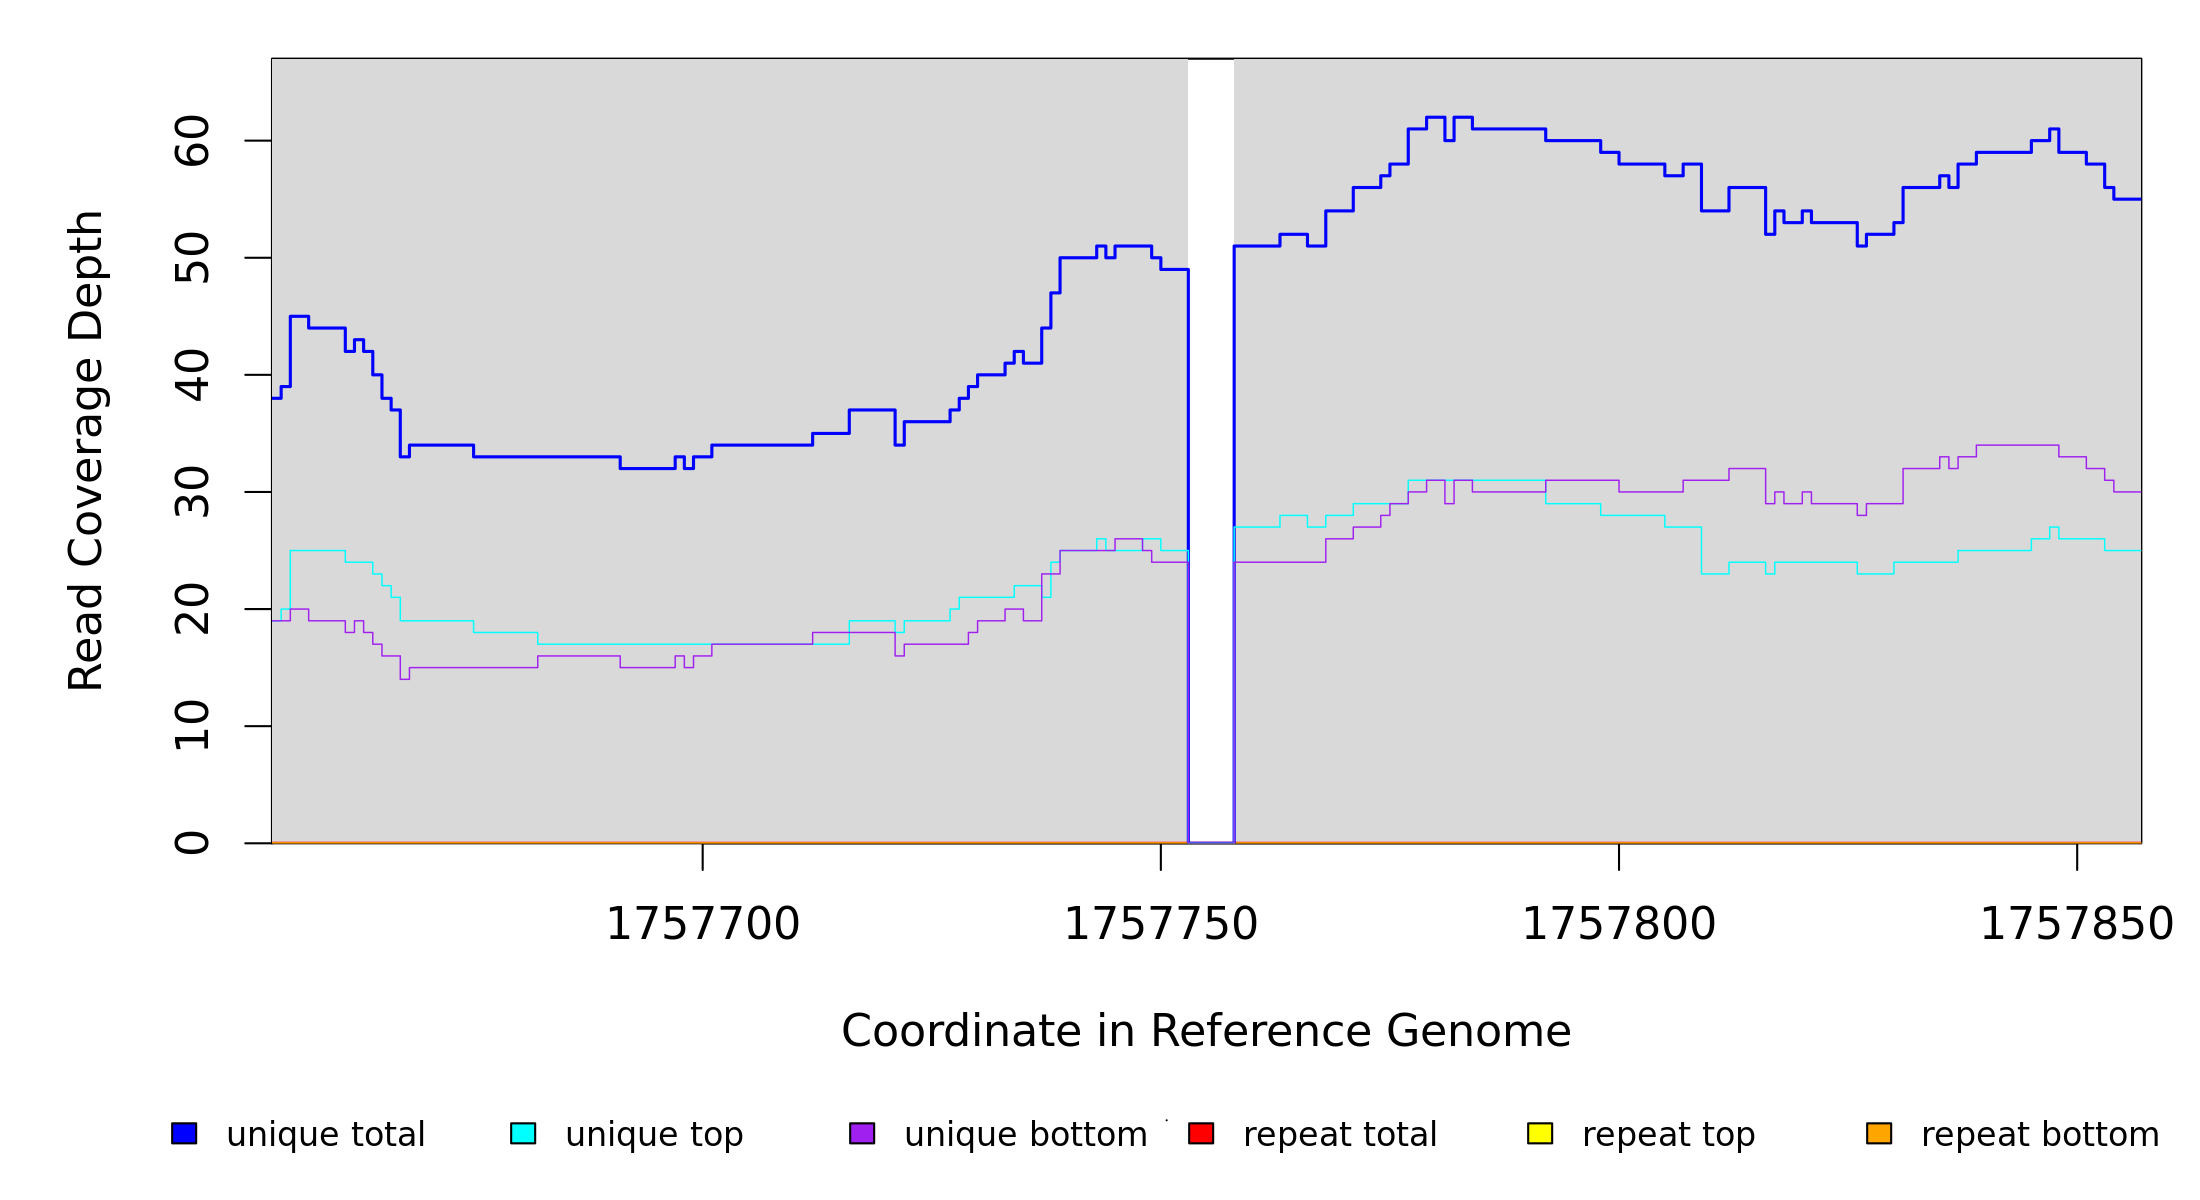 Read Coverage Depth
60
50
40
30
20
10
0
1757700 1757750 1757800 1757850
Coordinate in Reference Genome
unique total unique top unique bottom repeat total repeat top repeat bottom